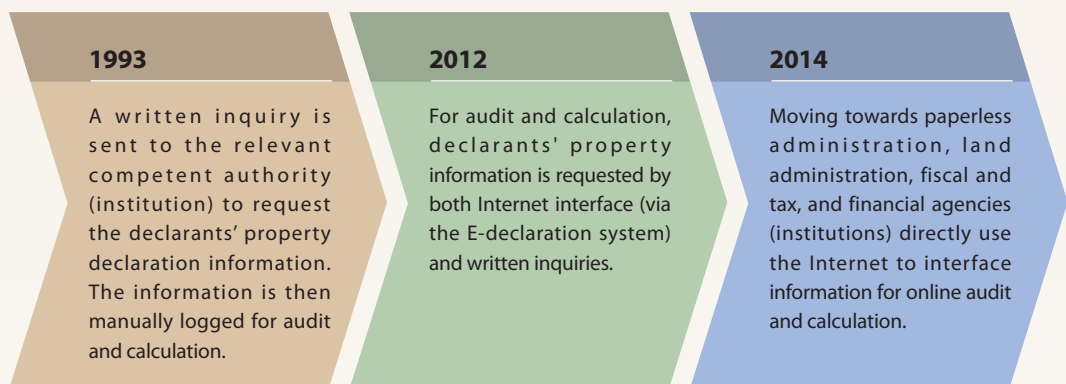 1993
A written inquiry is
sent to the relevant
competent authority
(institution) to request
the declarants’ property
declaration information.
The information is then
manually logged for audit
and calculation.
2012
For audit and calculation,
declarants' property
information is requested by
both Internet interface (via
the E-declaration system)
and written inquiries.
2014
Moving towards paperless
administration, land
administration, fiscal and
tax, and financial agencies
(institutions) directly use
the Internet to interface
information for online audit
and calculation.